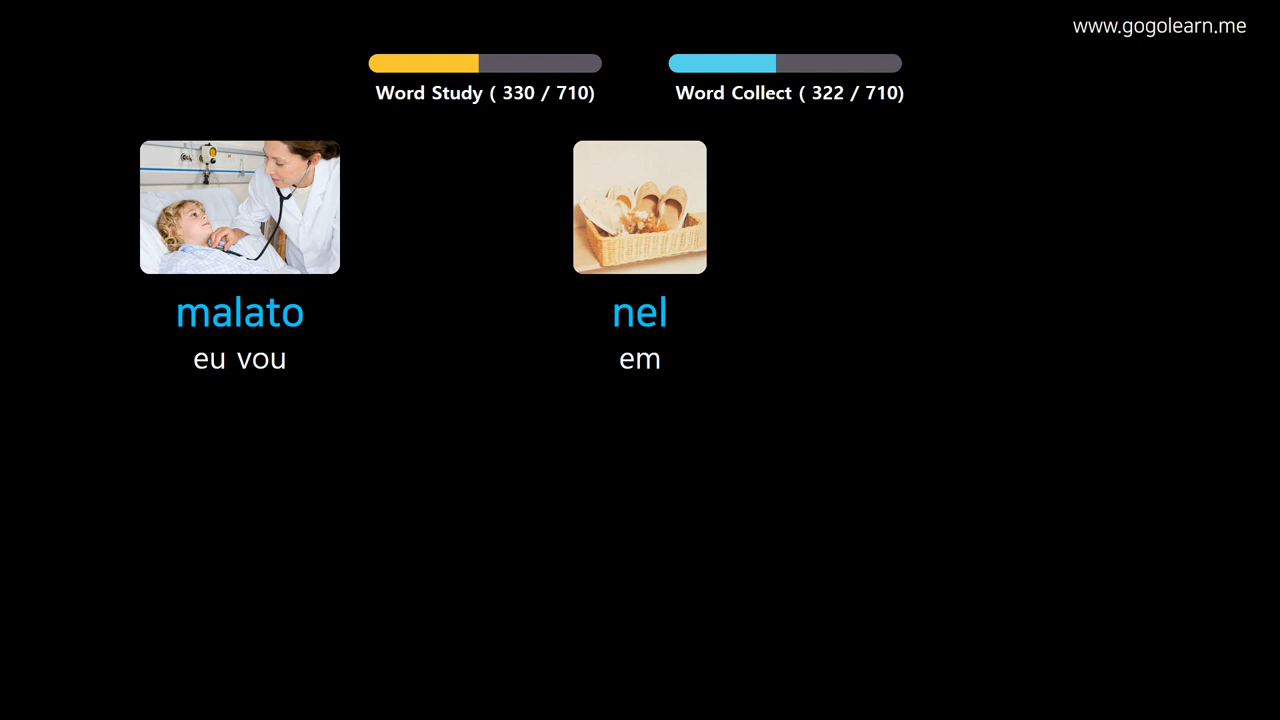 www.gogolearn.me
Word Study ( 330 / 710)
Word Collect ( 322 / 710)
malato
nel
eu vou
em